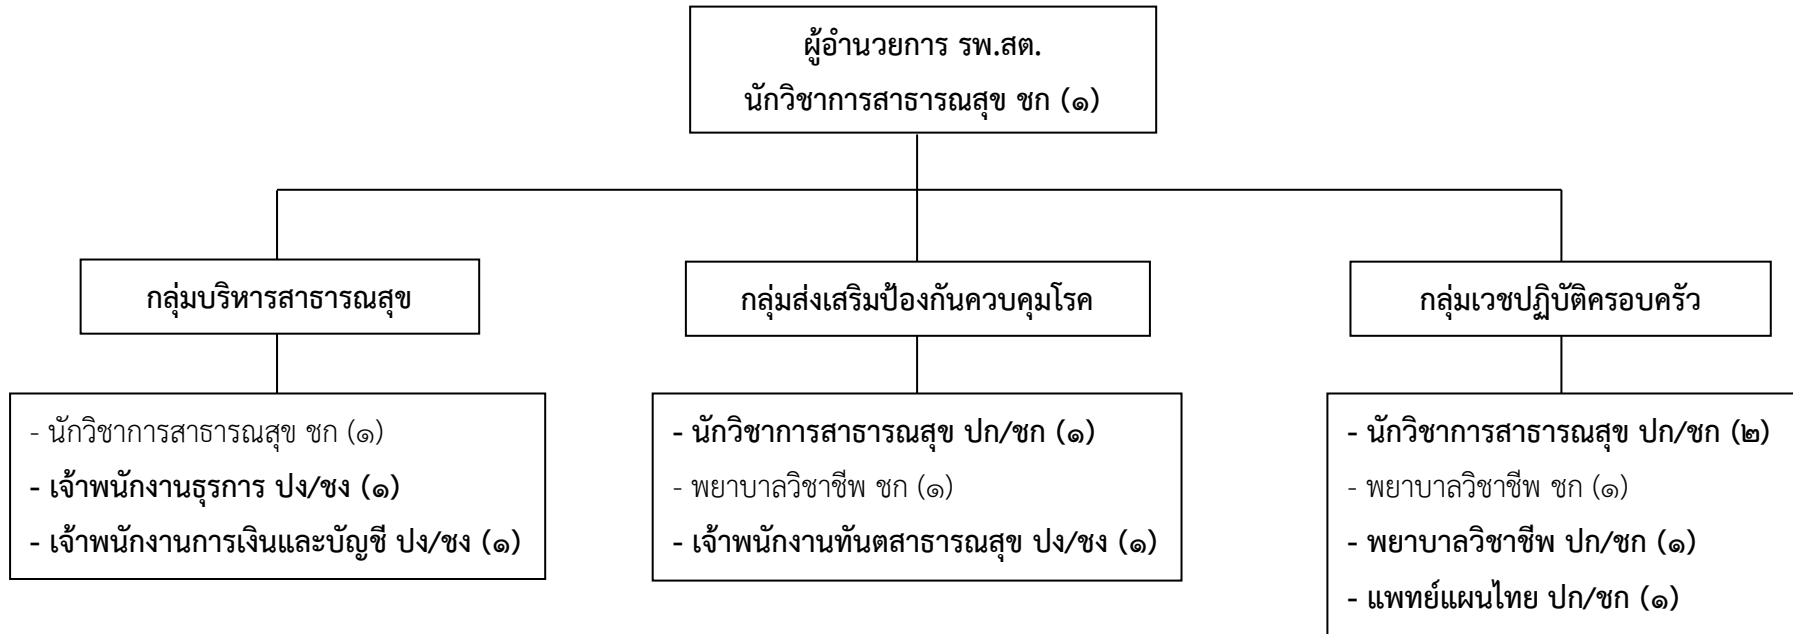 ผู้อำนวยการ รพ.สต.
นักวิชาการสาธารณสุข ชก (๑)
กลุ่มบริหารสาธารณสุข
กลุ่มส่งเสริมป้องกันควบคุมโรค
กลุ่มเวชปฏิบัติครอบครัว
- นักวิชาการสาธารณสุข ชก (๑)
- เจ้าพนักงานธุรการ ปง/ชง (๑)
- เจ้าพนักงานการเงินและบัญชี ปง/ชง (๑)
- นักวิชาการสาธารณสุข ปก/ชก (๑)
- พยาบาลวิชาชีพ ชก (๑)
- เจ้าพนักงานทันตสาธารณสุข ปง/ชง (๑)
- นักวิชาการสาธารณสุข ปก/ชก (๒)
- พยาบาลวิชาชีพ ชก (๑)
- พยาบาลวิชาชีพ ปก/ชก (๑)
- แพทย์แผนไทย ปก/ชก (๑)